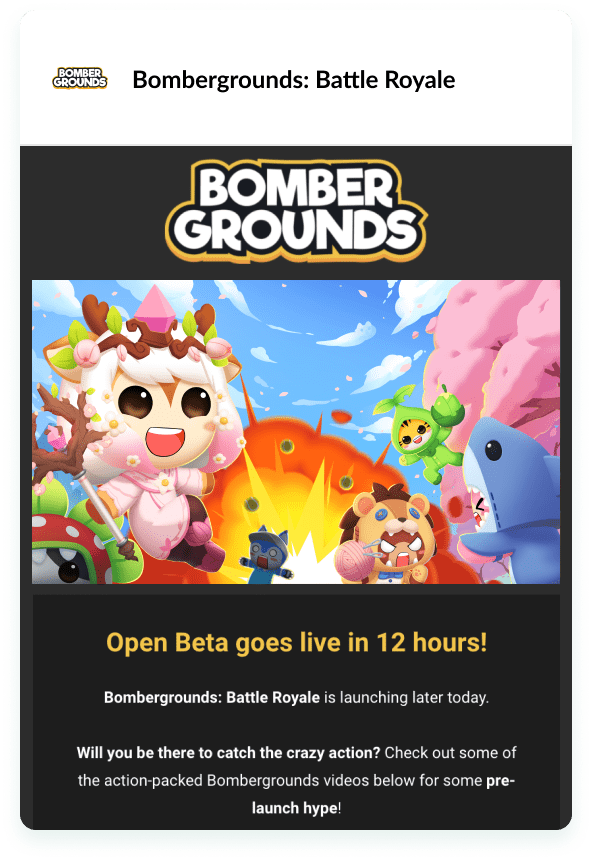 BOMBER
GROUNDS
Bombergrounds: Battle Royale
BOMBER
GROUNDS
Open Beta goes live in 12 hours!
Bombergrounds: Battle Royale is launching later today.
Will you be there to catch the crazy action? Check out some of
the action-packed Bombergrounds videos below for some pre-
launch hype!